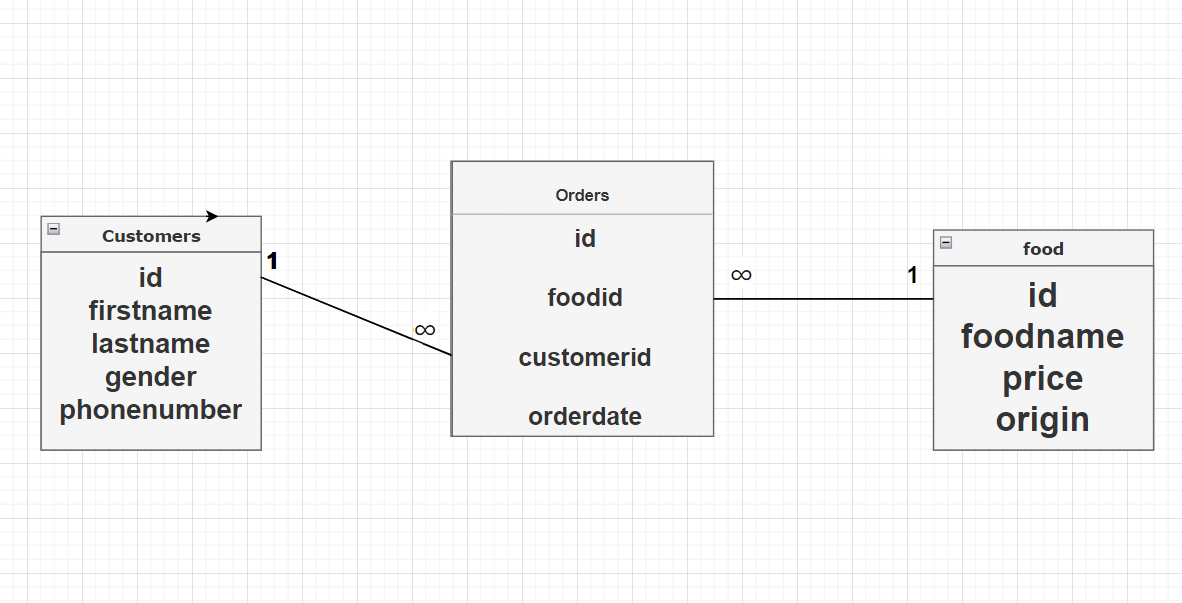 Customers
id
firstname
lastname
gender
phonenumber
1
∞
Orders
id
foodid
customerid
orderdate
∞
1
food
id
foodname
price
origin